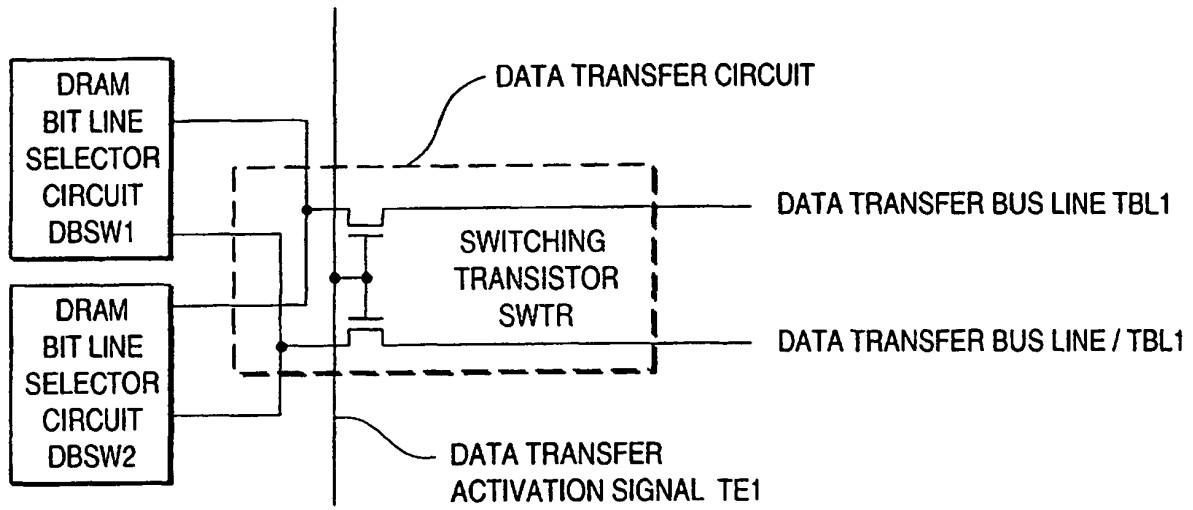 DRAM
BIT LINE
SELECTOR
CIRCUIT
DBSW1
DRAM
BIT LINE
SELECTOR
CIRCUIT
DBSW2
DATA TRANSFER CIRCUIT
SWITCHING
TRANSISTOR
SWTR
DATA TRANSFER BUS LINE TBL1
DATA TRANSFER BUS LINE / TBL1
DATA TRANSFER
ACTIVATION SIGNAL TE1